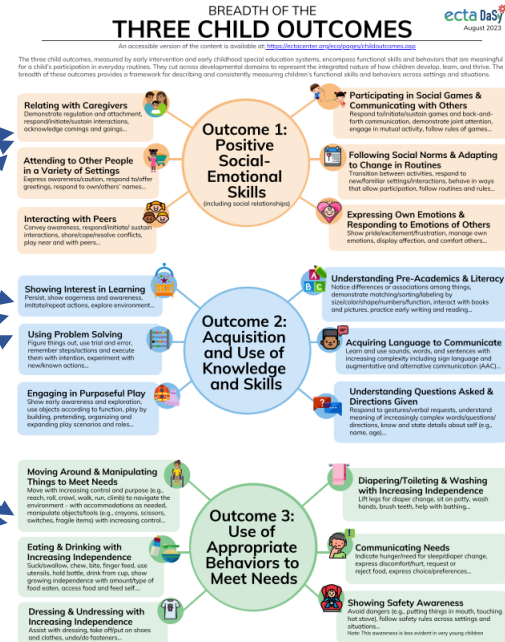 BREADTH OF THE
THREE CHILD OUTCOMES
ecta DaSy
August 2023
An accessible version of the content is available at: https://ectacenter.org/eco/pages/childoutcomes.asp
The three child outcomes, measured by early intervention and early childhood special education systems, encompass functional skills and behaviors that are meaningful
for a child's participation in everyday routines. They cut across developmental domains to represent the integrated nature of how children develop, learn, and thrive. The
breadth of these outcomes provides a framework for describing and consistently measuring children's functional skills and behaviors across settings and situations.
Outcome 1:
Positive
Social-
Emotional
Skills
(including social relationships)
Relating with Caregivers
Demonstrate regulation and attachment,
respond/initiate/sustain interactions,
acknowledge comings and goings...
Attending to Other People
in a Variety of Settings
Express awareness/caution, respond to/offer
greetings, respond to own/others' names...
Interacting with Peers
Convey awareness, respond/initiate/ sustain
interactions, share/cope/resolve conflicts,
play near and with peers...
Participating in Social Games &
Communicating with Others
Respond to/initiate/sustain games and back-and-
forth communication, demonstrate joint attention,
engage in mutual activity, follow rules of games...
Following Social Norms & Adapting
to Change in Routines
Transition between activities, respond to
new/familiar settings/interactions, behave in ways
that allow participation, follow routines and rules...
Expressing Own Emotions &
Responding to Emotions of Others
Show pride/excitement/frustration, manage own
emotions, display affection, and comfort others...
Outcome 2:
Acquisition
and Use of
Knowledge
and Skills
Showing Interest in Learning
Persist, show eagerness and awareness,
imitate/repeat actions, explore environment...
Using Problem Solving
Figure things out, use trial and error,
remember steps/actions and execute
them with intention, experiment with
new/known actions...
Engaging in Purposeful Play
Show early awareness and exploration,
use objects according to function, play by
building, pretending, organizing and
expanding play scenarios and roles...
A
B C
Understanding Pre-Academics & Literacy
Notice differences or associations among things,
demonstrate matching/sorting/labeling by
size/color/shape/numbers/function, interact with books
and pictures, practice early writing and reading...
Acquiring Language to Communicate
Learn and use sounds, words, and sentences with
increasing complexity including sign language and
augmentative and alternative communication (AAC)...
Understanding Questions Asked &
Directions Given
Respond to gestures/verbal requests, understand
meaning of increasingly complex words/questions/
directions, know and state details about self (e.g.,
name, age)...
Outcome 3:
Use of
Appropriate
Behaviors to
Meet Needs
Moving Around & Manipulating
Things to Meet Needs
Move with increasing control and purpose (e.g.,
reach, roll, crawl, walk, run, climb) to navigate the
environment - with accommodations as needed,
manipulate objects/tools (e.g., crayons, scissors,
switches, fragile items) with increasing control...
Eating & Drinking with
Increasing Independence
Suck/swallow, chew, bite, finger feed, use
utensils, hold bottle, drink from cup, show
growing independence with amount/type of
food eaten, access food and feed self...
Dressing & Undressing with
Increasing Independence
Assist with dressing, take off/put on shoes
and clothes, undo/do fasteners...
Diapering/Toileting & Washing
with Increasing Independence
Lift legs for diaper change, sit on potty, wash
hands, brush teeth, help with bathing...
Communicating Needs
Indicate hunger/need for sleep/diaper change,
express discomfort/hurt, request or
reject food, express choice/preferences...
Showing Safety Awareness
Avoid dangers (e.g., putting things in mouth, touching
hot stove), follow safety rules across settings and
situations...
Note: This awareness is less evident in very young children